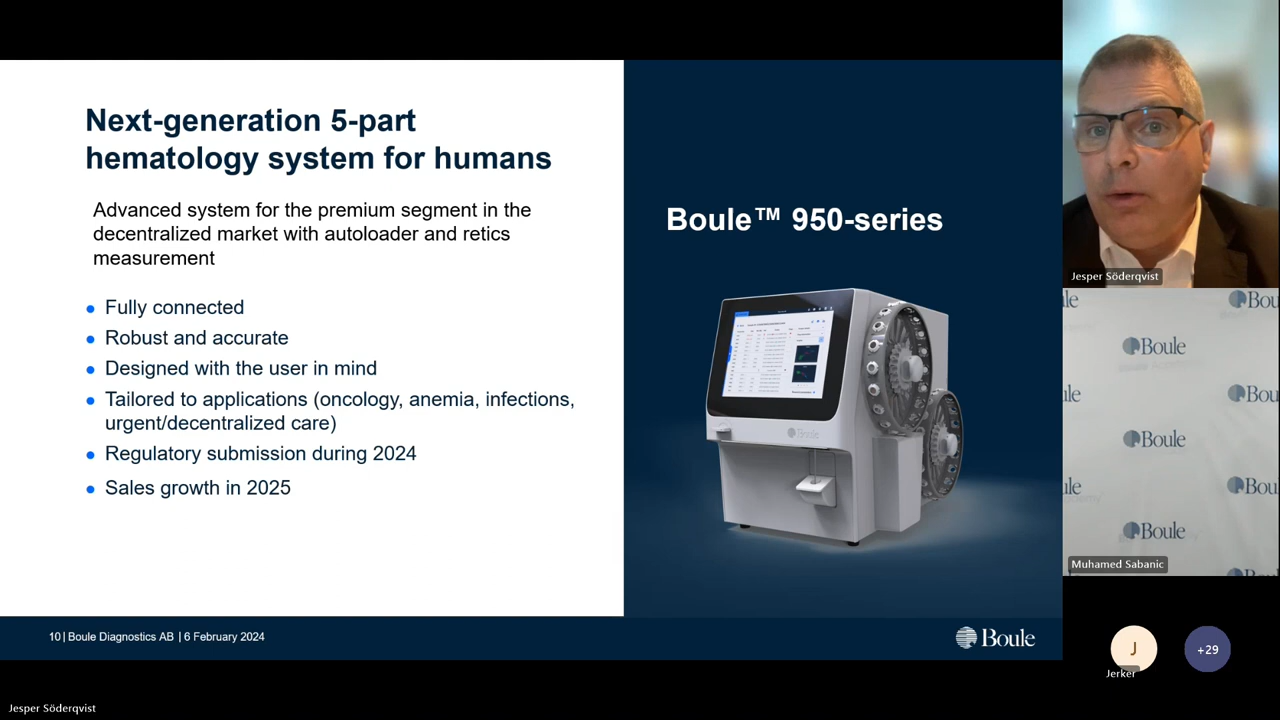 Next-generation 5-part
hematology system for humans
Advanced system for the premium segment in the
decentralized market with autoloader and retics
measurement
● Fully connected
● Robust and accurate
● Designed with the user in mind
● Tailored to applications (oncology, anemia, infections,
urgent/decentralized care)
● Regulatory submission during 2024
● Sales growth in 2025
Boule™ 950-series
Boule
10 | Boule Diagnostics AB | 6 February 2024
Boule
Jesper Söderqvist
Boule
Boule
Boule
Muhamed Sabanic
J
Jerker
+29
Jesper Söderqvist